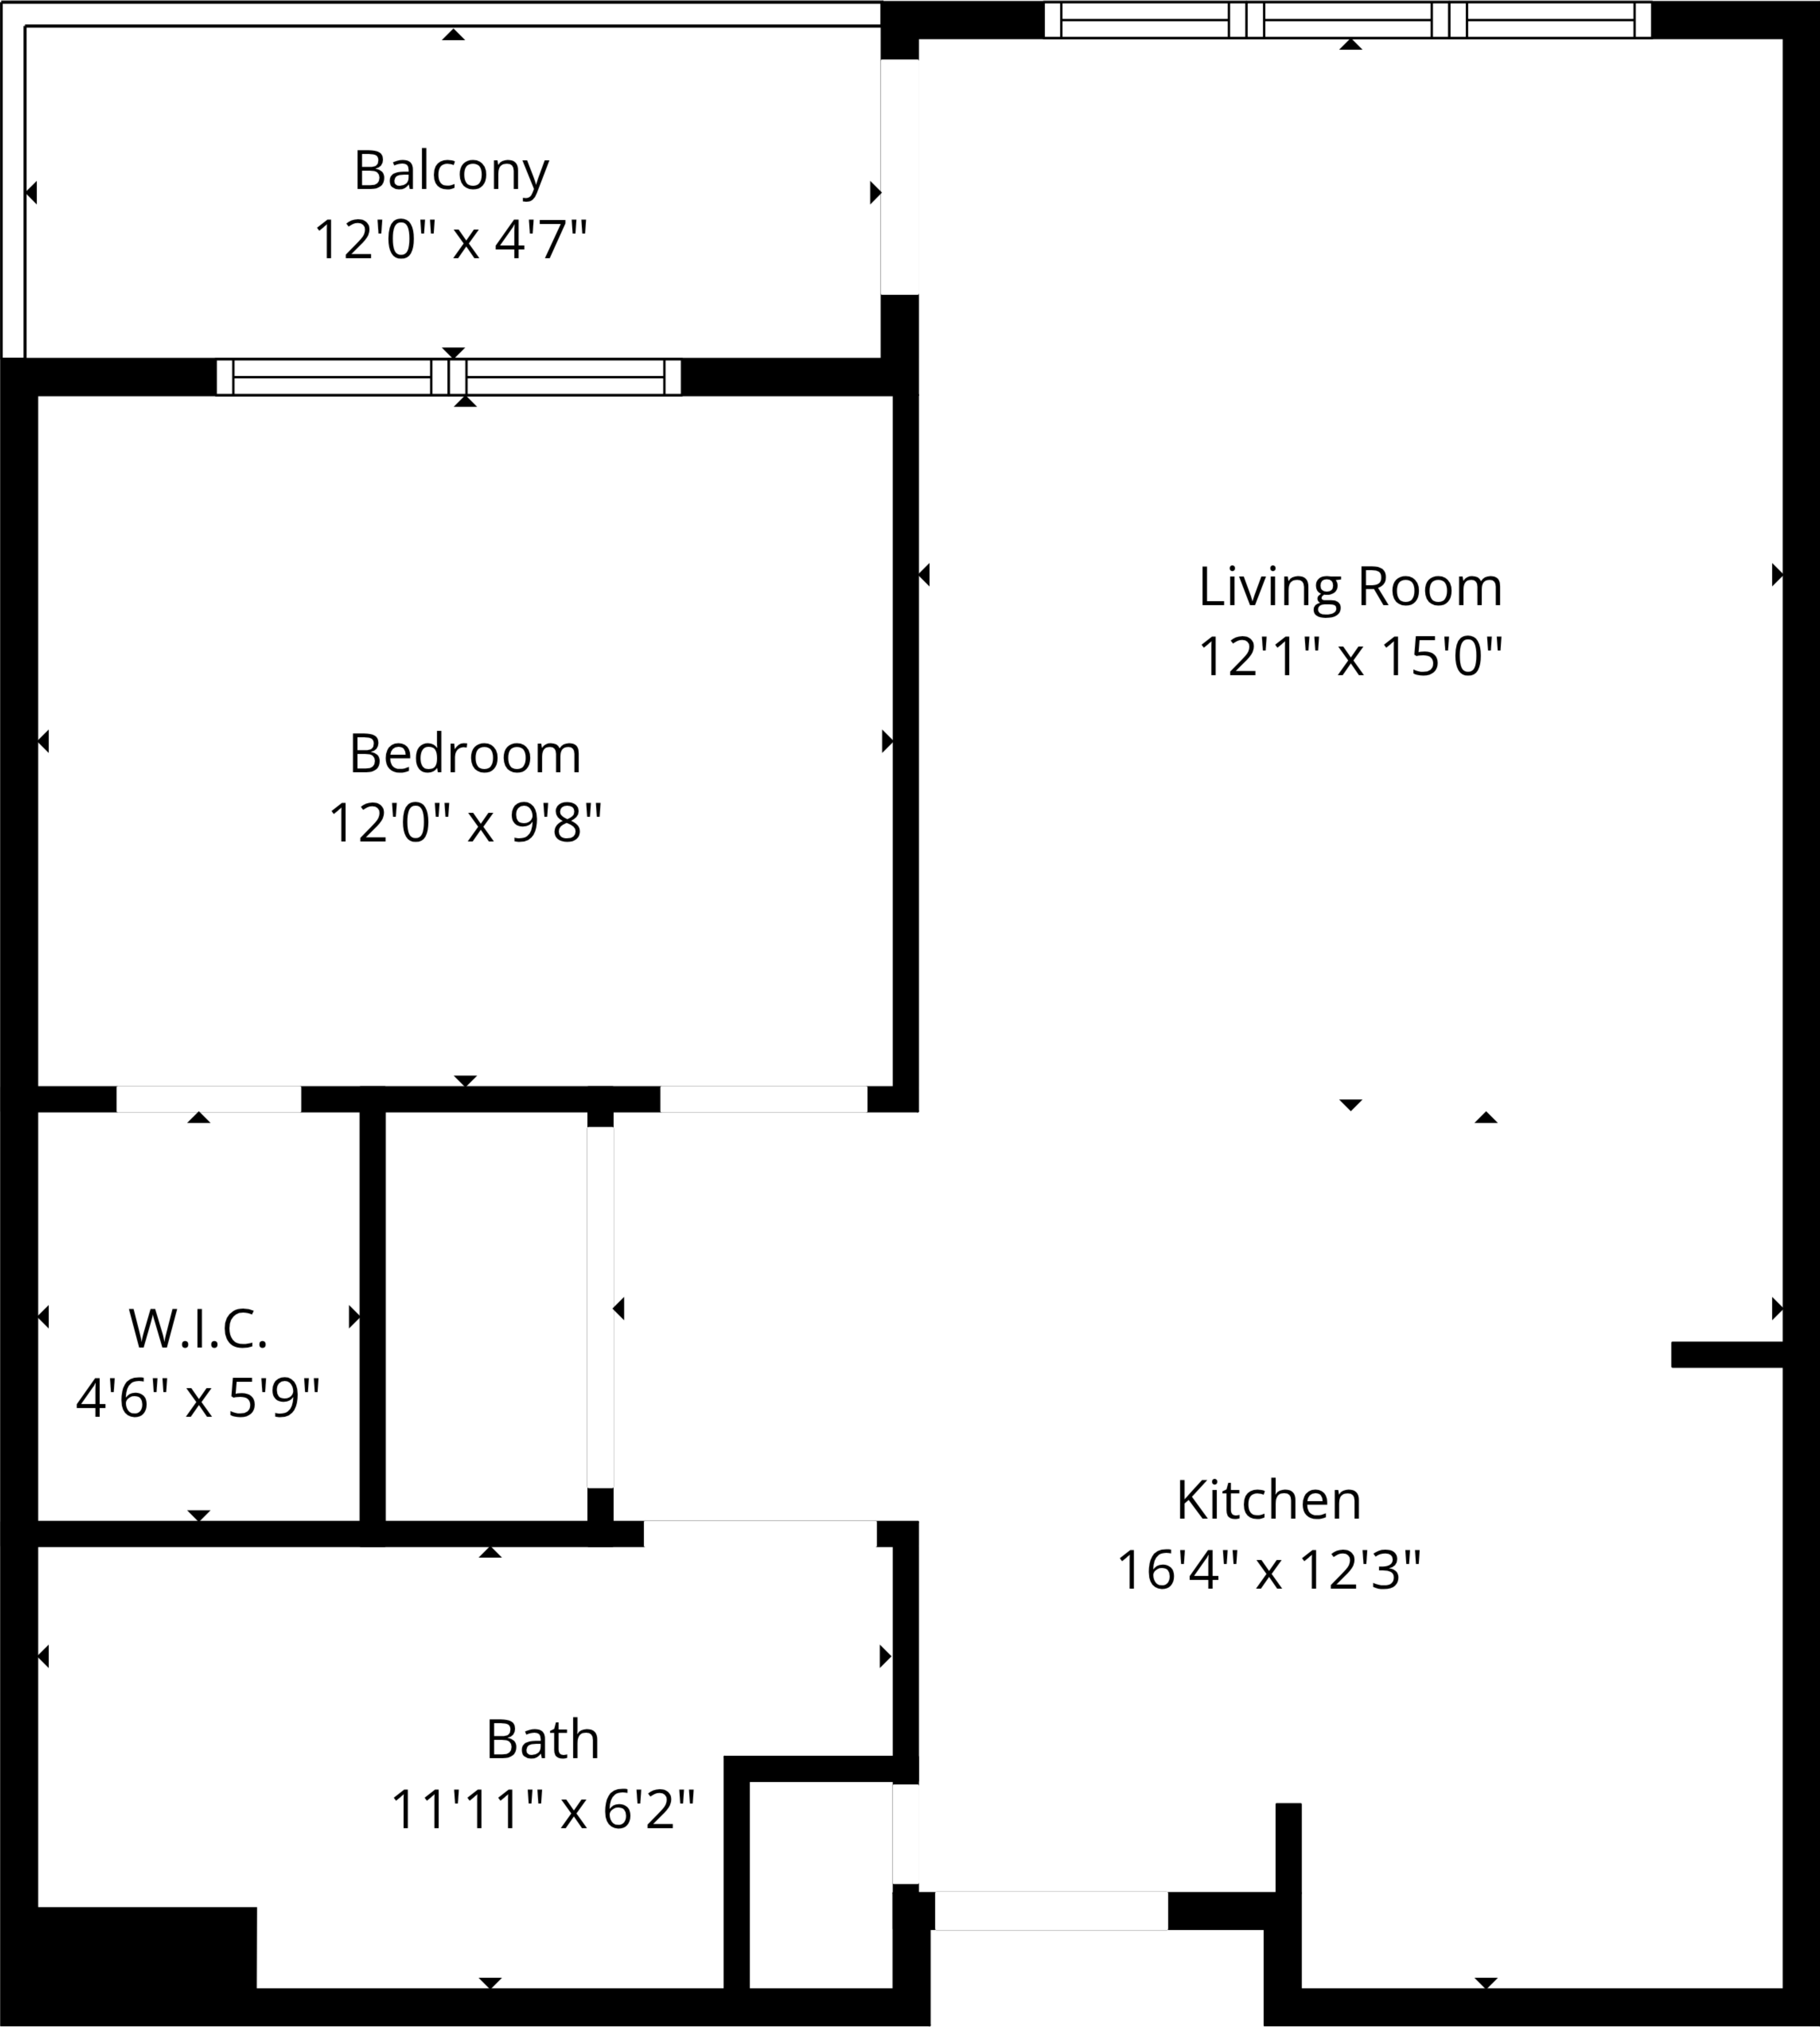 Balcony
12'0" x 4'7"
Living Room
12'1" x 15'0"
Bedroom
12'0" x 9'8"
W.I.C.
4'6" x 5'9"
Kitchen
16'4" x 12'3"
Bath
11'11" x 6'2"